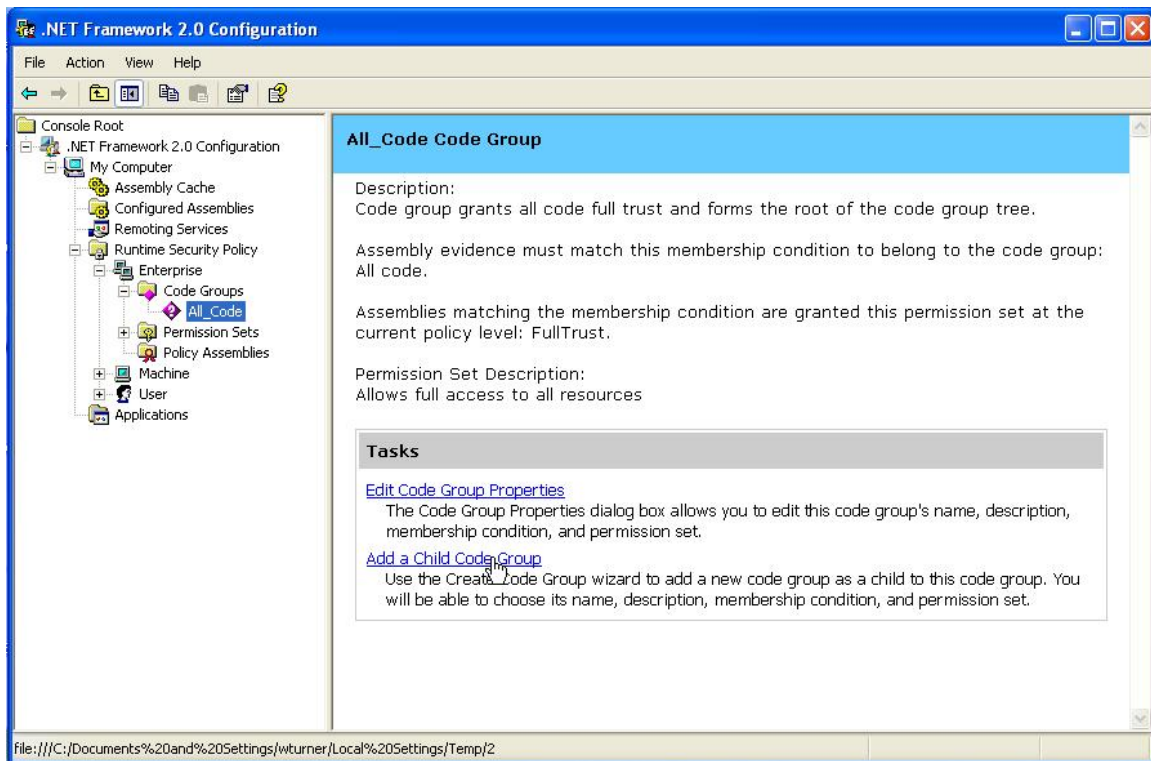 .NET Framework 2.0 Configuration
File Action View Help
Console Root
.NET Framework 2.0 Configuration
My Computer
Assembly Cache
Configured Assemblies
Remoting Services
Runtime Security Policy
Enterprise
Code Groups
All_Code
Permission Sets
Policy Assemblies
Machine
User
Applications
All_Code Code Group
Description:
Code group grants all code full trust and forms the root of the code group tree.
Assembly evidence must match this membership condition to belong to the code group:
All code.
Assemblies matching the membership condition are granted this permission set at the
current policy level: FullTrust.
Permission Set Description:
Allows full access to all resources
Tasks
Edit Code Group Properties
The Code Group Properties dialog box allows you to edit this code group's name, description,
membership condition, and permission set.
Add a Child Code Group
Use the Create Code Group wizard to add a new code group as a child to this code group. You
will be able to choose its name, description, membership condition, and permission set.
file:///C:/Documents%20and%20Settings/wturner/Local%20Settings/Temp/2